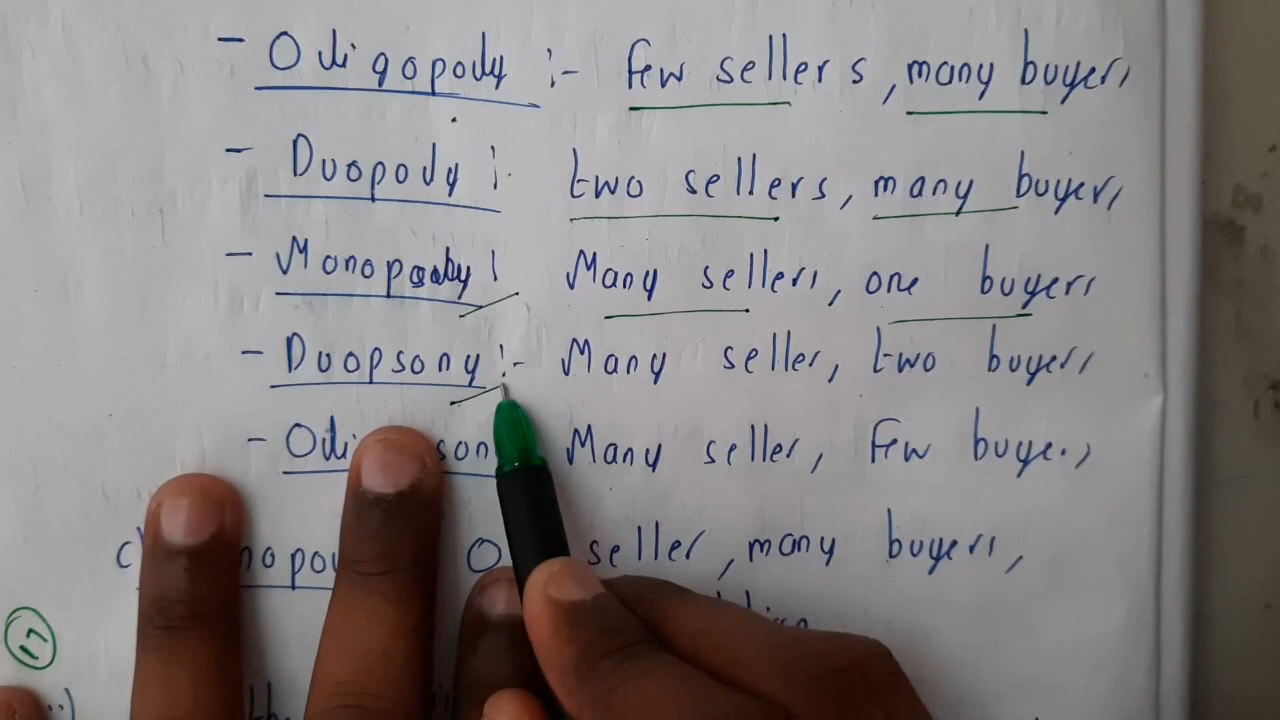 - Oligopoly :- few sellers, many buyers
- Duopoly : two sellers, many buyers
- Monopsony : Many sellers, one buyers
- Duopsony :- Many seller, two buyers
- Many seller, few buyers
c) seller, many buyers,
17